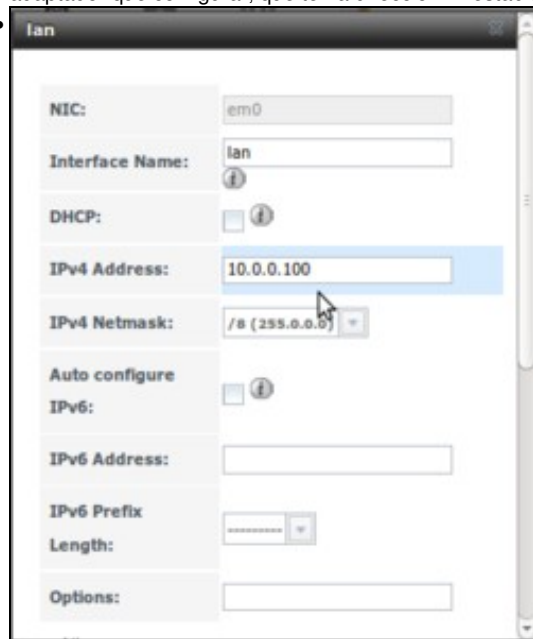 lan
NIC:
em0
Interface Name:
lan
DHCP:
IPv4 Address:
10.0.0.100
IPv4 Netmask:
/8 (255.0.0.0)
Auto configure
IPv6:
IPv6 Address:
IPv6 Prefix
Length:
---------
Options: